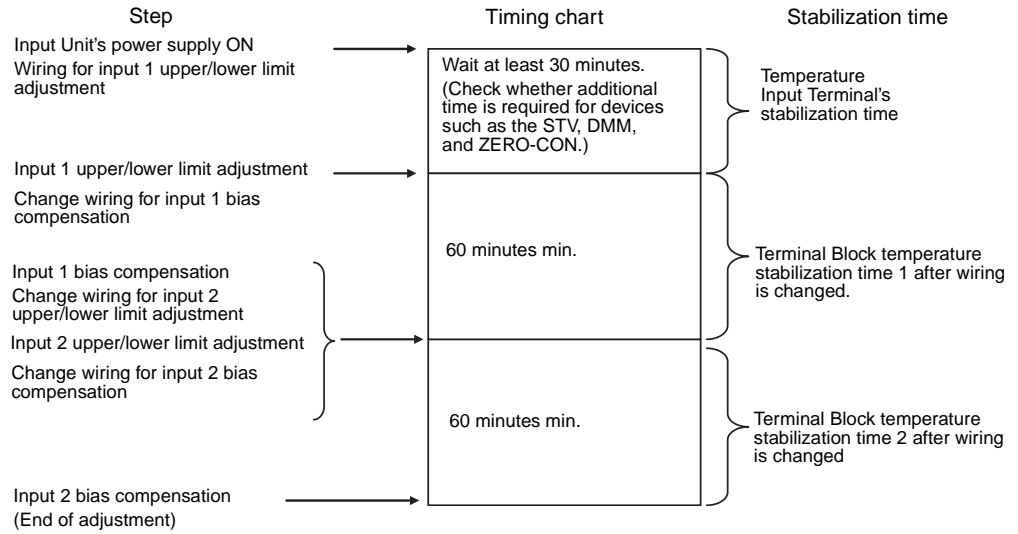 Step
Timing chart
Stabilization time
Input Unit's power supply ON
Wiring for input 1 upper/lower limit
adjustment
Wait at least 30 minutes.
(Check whether additional
time is required for devices
such as the STV, DMM,
and ZERO-CON.)
Temperature
Input Terminal's
stabilization time
Input 1 upper/lower limit adjustment
Change wiring for input 1 bias
compensation
60 minutes min.
Terminal Block temperature
stabilization time 1 after wiring
is changed.
Input 1 bias compensation
Change wiring for input 2
upper/lower limit adjustment
Input 2 upper/lower limit adjustment
Change wiring for input 2 bias
compensation
60 minutes min.
Terminal Block temperature
stabilization time 2 after wiring
is changed
Input 2 bias compensation
(End of adjustment)